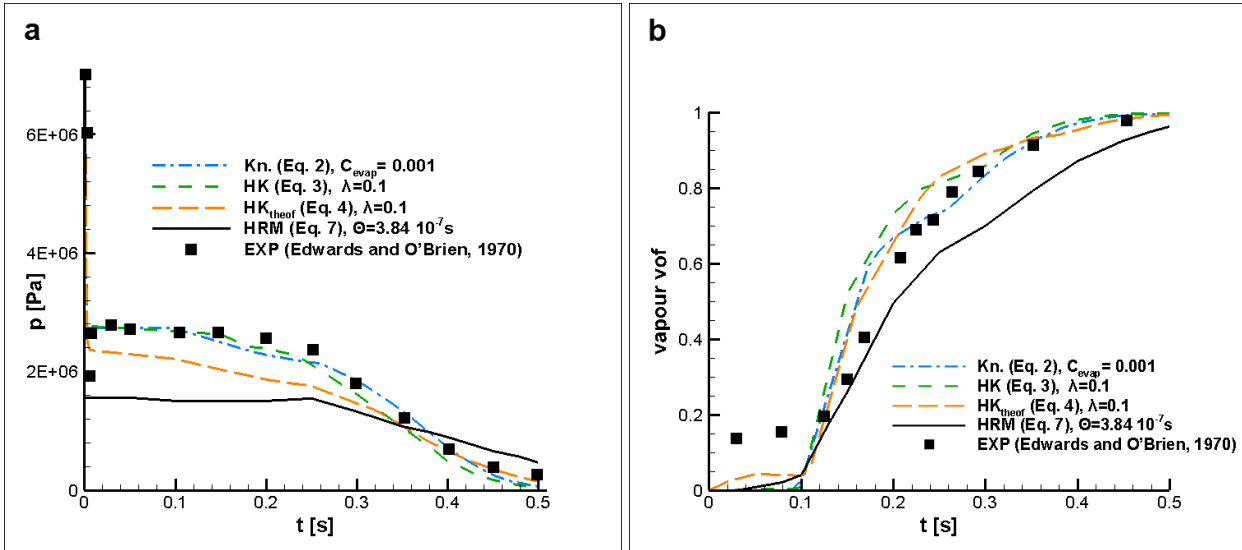 a
p [Pa]
6E+06
4E+06
2E+06
0
Kn. (Eq. 2), Cevap= 0.001
HK (Eq. 3), λ=0.1
HKtheof (Eq. 4), λ=0.1
HRM (Eq. 7), Θ=3.84 10⁻⁷s
EXP (Edwards and O'Brien, 1970)
0 0.1 0.2 0.3 0.4 0.5
t [s]
b
vapour vof
1
0.8
0.6
0.4
0.2
0
Kn. (Eq. 2), Cevap= 0.001
HK (Eq. 3), λ=0.1
HKtheof (Eq. 4), λ=0.1
HRM (Eq. 7), Θ=3.84 10⁻⁷s
EXP (Edwards and O'Brien, 1970)
0 0.1 0.2 0.3 0.4 0.5
t [s]